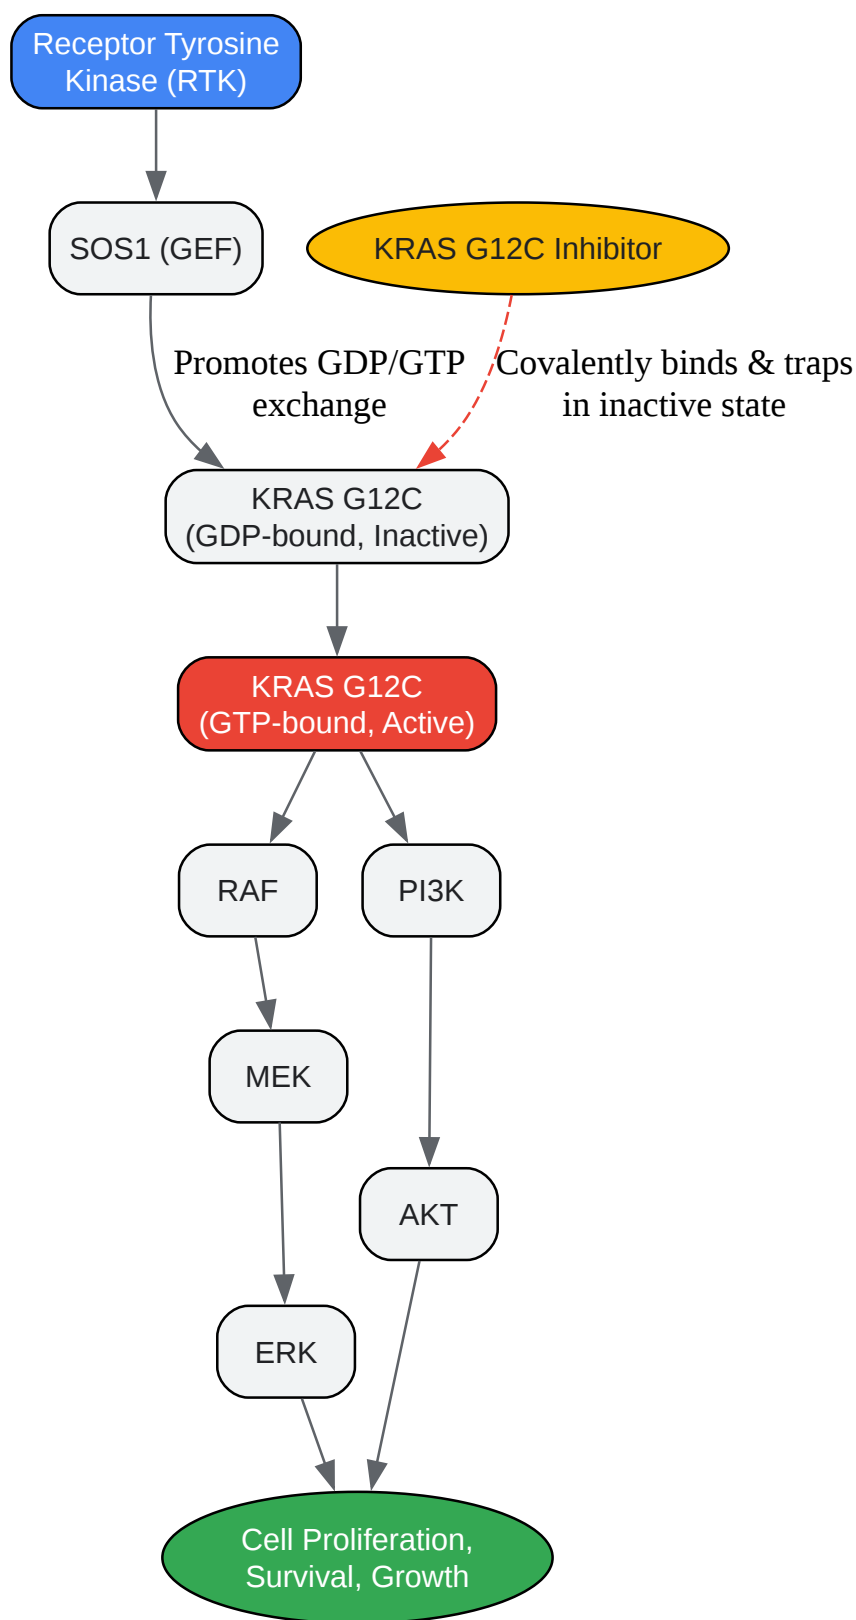 Receptor Tyrosine
Kinase (RTK)
SOS1 (GEF)
KRAS G12C Inhibitor
Promotes GDP/GTP
exchange
Covalently binds & traps
in inactive state
KRAS G12C
(GDP-bound, Inactive)
KRAS G12C
(GTP-bound, Active)
RAF
PI3K
MEK
AKT
ERK
Cell Proliferation,
Survival, Growth